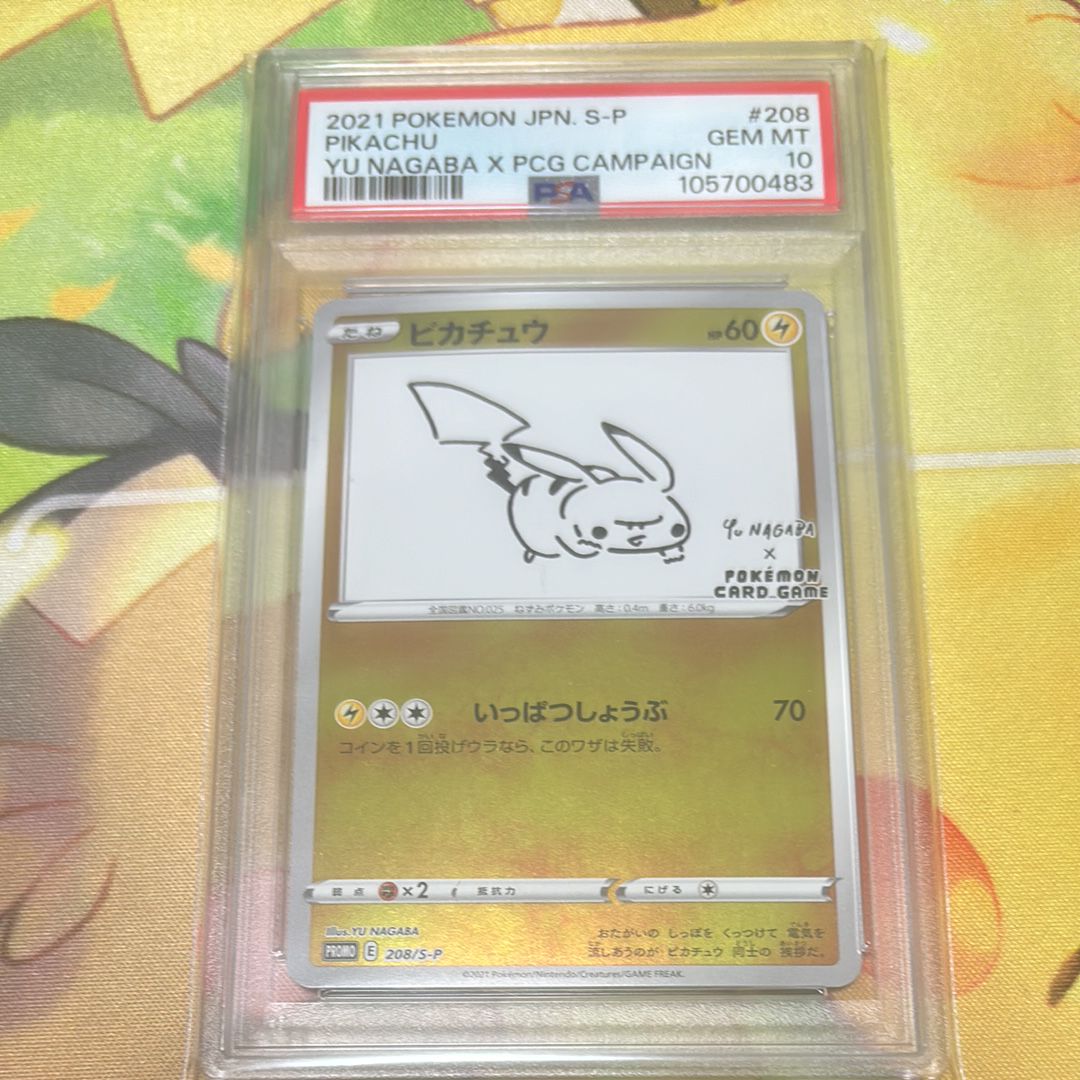 2021 POKEMON JPN. S-P #208
PIKACHU GEM MT
YU NAGABA X PCG CAMPAIGN 10
PSA 105700483
たね ピカチュウ HP60
YU NAGABA
×
POKÉMON
CARD GAME
全国図鑑NO.025 ねずみポケモン 高さ:0.4m 重さ:6.0kg
いっぱつしょうぶ 70
コインを1回投げウラなら、このワザは失敗。
弱点 ×2 抵抗力 にげる
Illus.YU NAGABA
PROMO E 208/S-P
おたがいの しっぽを くっつけて 電気を
流しあうのが ピカチュウ 同士の 挨拶だ。
©2021 Pokémon/Nintendo/Creatures/GAME FREAK.